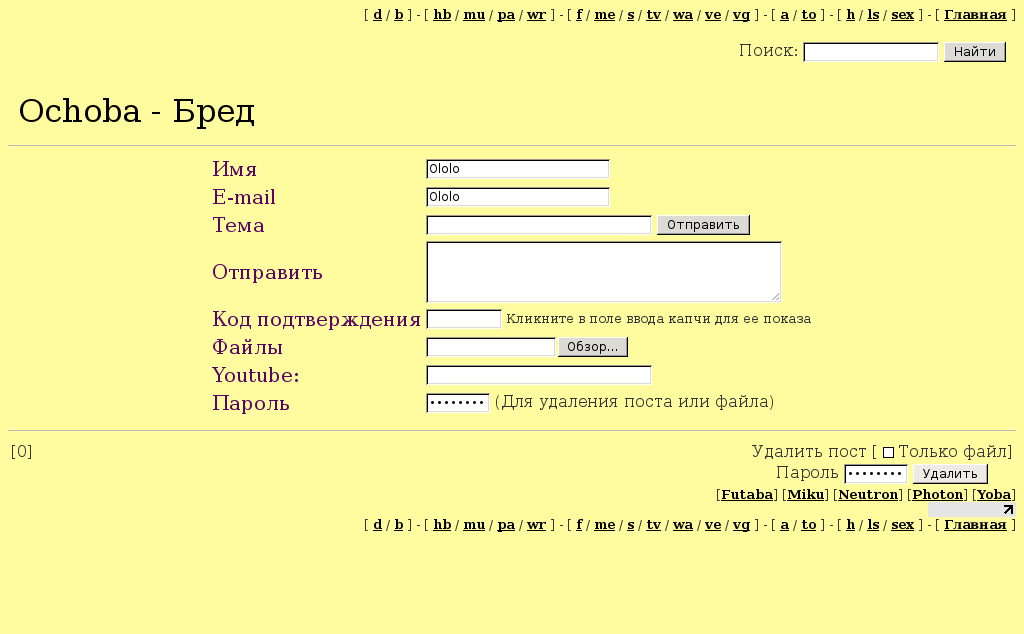 [ d / b ] - [ hb / mu / pa / wr ] - [ f / me / s / tv / wa / ve / vg ] - [ a / to ] - [ h / ls / sex ] - [ Главная ]
Поиск: Найти
Ochoba - Бред
Имя Ololo
E-mail Ololo
Тема Отправить
Отправить
Код подтверждения Кликните в поле ввода капчи для ее показа
Файлы Обзор...
Youtube:
Пароль •••••••• (Для удаления поста или файла)
[0] Удалить пост [ Только файл]
Пароль •••••••• Удалить
[Futaba] [Miku] [Neutron] [Photon] [Yoba]
[ d / b ] - [ hb / mu / pa / wr ] - [ f / me / s / tv / wa / ve / vg ] - [ a / to ] - [ h / ls / sex ] - [ Главная ]